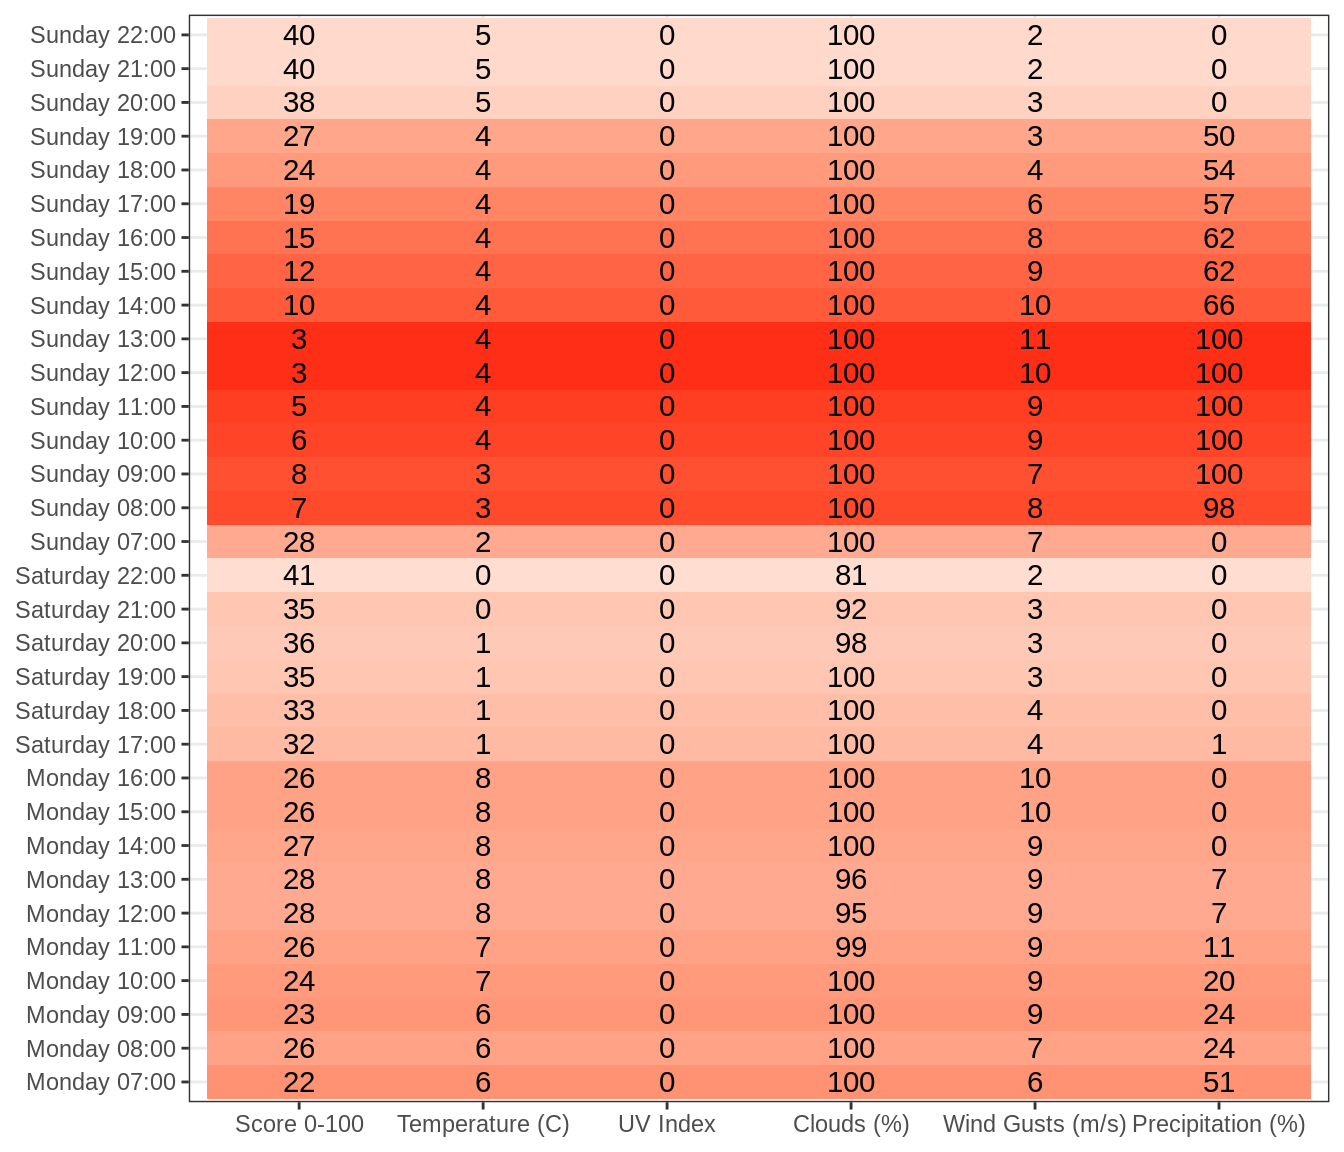 Sunday 22:00 40 5 0 100 2 0
Sunday 21:00 40 5 0 100 2 0
Sunday 20:00 38 5 0 100 3 0
Sunday 19:00 27 4 0 100 3 50
Sunday 18:00 24 4 0 100 4 54
Sunday 17:00 19 4 0 100 6 57
Sunday 16:00 15 4 0 100 8 62
Sunday 15:00 12 4 0 100 9 62
Sunday 14:00 10 4 0 100 10 66
Sunday 13:00 3 4 0 100 11 100
Sunday 12:00 3 4 0 100 10 100
Sunday 11:00 5 4 0 100 9 100
Sunday 10:00 6 4 0 100 9 100
Sunday 09:00 8 3 0 100 7 100
Sunday 08:00 7 3 0 100 8 98
Sunday 07:00 28 2 0 100 7 0
Saturday 22:00 41 0 0 81 2 0
Saturday 21:00 35 0 0 92 3 0
Saturday 20:00 36 1 0 98 3 0
Saturday 19:00 35 1 0 100 3 0
Saturday 18:00 33 1 0 100 4 0
Saturday 17:00 32 1 0 100 4 1
Monday 16:00 26 8 0 100 10 0
Monday 15:00 26 8 0 100 10 0
Monday 14:00 27 8 0 100 9 0
Monday 13:00 28 8 0 96 9 7
Monday 12:00 28 8 0 95 9 7
Monday 11:00 26 7 0 99 9 11
Monday 10:00 24 7 0 100 9 20
Monday 09:00 23 6 0 100 9 24
Monday 08:00 26 6 0 100 7 24
Monday 07:00 22 6 0 100 6 51
Score 0-100 Temperature (C) UV Index Clouds (%) Wind Gusts (m/s) Precipitation (%)